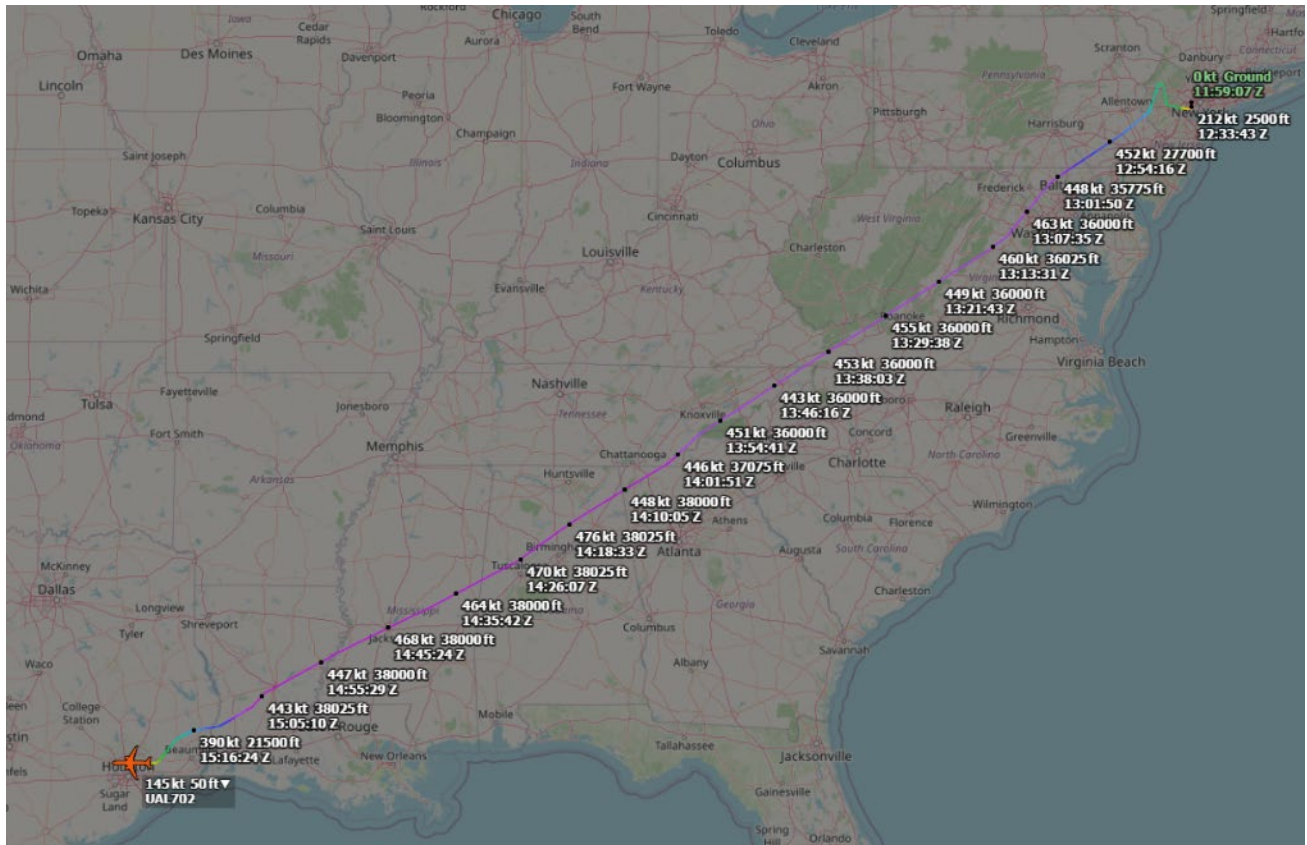 Rockford
Chicago
South
Bend
Toledo
Springfield
Iowa
Cedar
Rapids
Aurora
Cleveland
Scranton
Danbury
Connecticut
Omaha
Des Moines
Davenport
Fort Wayne
Akron
Pennsylvania
Allentown
0 kt Ground
11:59:07 Z
Lincoln
Peoria
Bloomington
Pittsburgh
Harrisburg
212 kt 2500 ft
12:33:43 Z
Champaign
Ohio
Columbus
452 kt 27700 ft
12:54:16 Z
Saint Joseph
Illinois
Indiana
Dayton
Frederick
448 kt 35775 ft
13:01:50 Z
Topeka
Kansas City
Columbia
Cincinnati
West Virginia
463 kt 36000 ft
13:07:35 Z
Saint Louis
Missouri
Louisville
Charleston
460 kt 36025 ft
13:13:31 Z
Wichita
Evansville
Kentucky
449 kt 36000 ft
13:21:43 Z
Roanoke
Richmond
455 kt 36000 ft
13:29:38 Z
Springfield
Hampton
Virginia Beach
453 kt 36000 ft
13:38:03 Z
Nashville
Fayetteville
443 kt 36000 ft
13:46:16 Z
Tulsa
Jonesboro
Tennessee
Knoxville
Raleigh
451 kt 36000 ft
13:54:41 Z
Oklahoma
Fort Smith
Memphis
Chattanooga
Concord
Greenville
446 kt 37075 ft
14:01:51 Z
Charlotte
North Carolina
Huntsville
Arkansas
448 kt 38000 ft
14:10:05 Z
Wilmington
Athens
Columbia
Florence
476 kt 38025 ft
14:18:33 Z
Atlanta
Augusta
South Carolina
470 kt 38025 ft
14:26:07 Z
McKinney
Dallas
Charleston
464 kt 38000 ft
14:35:42 Z
Georgia
Longview
Mississippi
Shreveport
Tyler
Columbus
468 kt 38000 ft
14:45:24 Z
Savannah
Waco
Albany
447 kt 38000 ft
14:55:29 Z
College
Station
443 kt 38025 ft
15:05:10 Z
Mobile
390 kt 21500 ft
15:16:24 Z
Lafayette
New Orleans
Tallahassee
Jacksonville
Sugar
Land
145 kt 50 ft▼
UAL702
Gainesville
Spring
Orlando